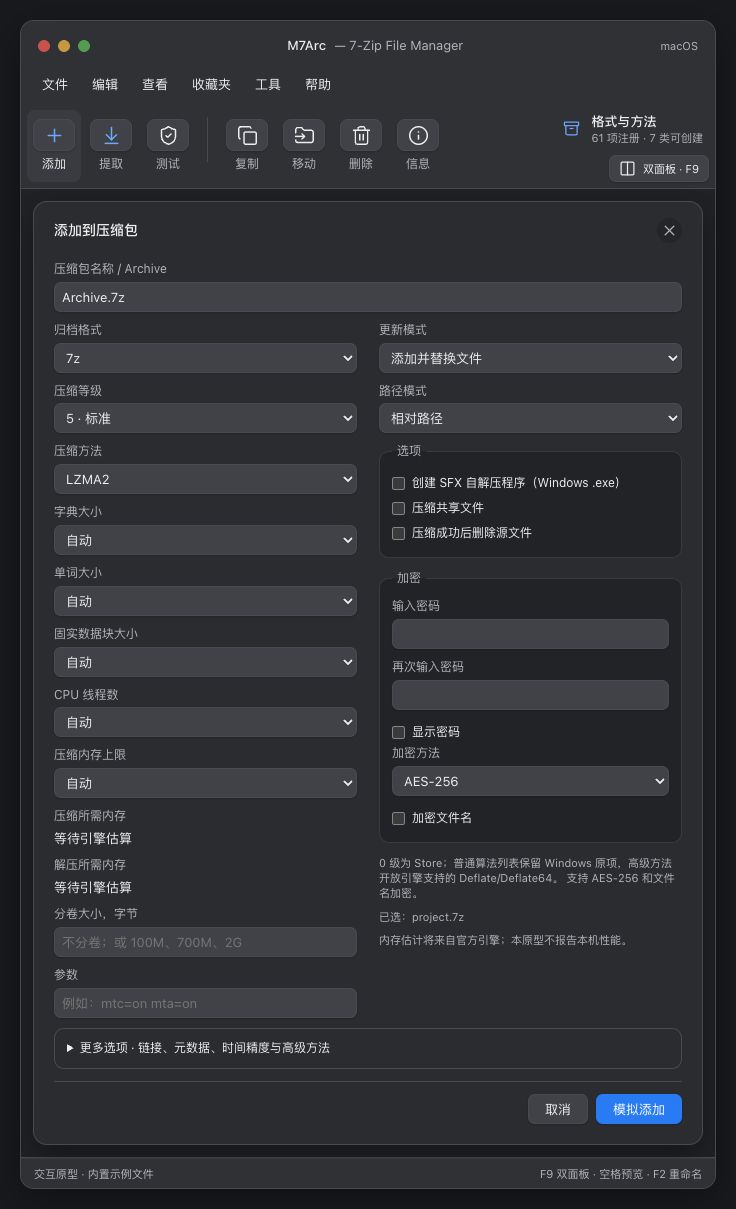 M7Arc — 7-Zip File Manager
macOS
文件 编辑 查看 收藏夹 工具 帮助
添加 提取 测试 复制 移动 删除 信息
格式与方法
61 项注册 · 7 类可创建
双面板 · F9
添加到压缩包
压缩包名称 / Archive
Archive.7z
归档格式
7z
压缩等级
5 · 标准
压缩方法
LZMA2
字典大小
自动
单词大小
自动
固实数据块大小
自动
CPU 线程数
自动
压缩内存上限
自动
压缩所需内存
等待引擎估算
解压所需内存
等待引擎估算
分卷大小，字节
不分卷；或 100M、700M、2G
参数
例如：mtc=on mta=on
更新模式
添加并替换文件
路径模式
相对路径
选项
创建 SFX 自解压程序（Windows .exe）
压缩共享文件
压缩成功后删除源文件
加密
输入密码
再次输入密码
显示密码
加密方法
AES-256
加密文件名
0 级为 Store；普通算法列表保留 Windows 原项，高级方法
开放引擎支持的 Deflate/Deflate64。 支持 AES-256 和文件
名加密。
已选：project.7z
内存估计将来自官方引擎；本原型不报告本机性能。
更多选项 · 链接、元数据、时间精度与高级方法
取消 模拟添加
交互原型 · 内置示例文件
F9 双面板 · 空格预览 · F2 重命名